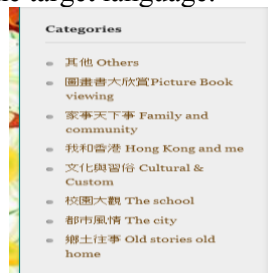 he target language.
Categories
其他 Others
圖書大欣賞Picture Book
viewing
家事天下事 Family and
community
我和香港 Hong Kong and me
文化與習俗 Cultural &
Custom
校園大觀 The school
都市風情 The city
鄉土往事 Old stories old
home